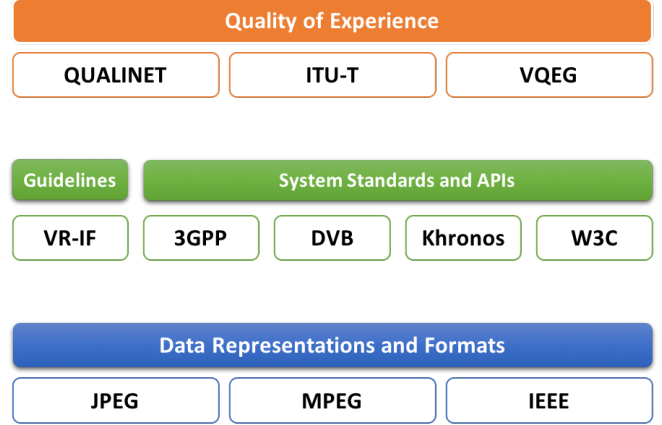 Quality of Experience
QUALINET ITU-T VQEG
Guidelines System Standards and APIs
VR-IF 3GPP DVB Khronos W3C
Data Representations and Formats
JPEG MPEG IEEE